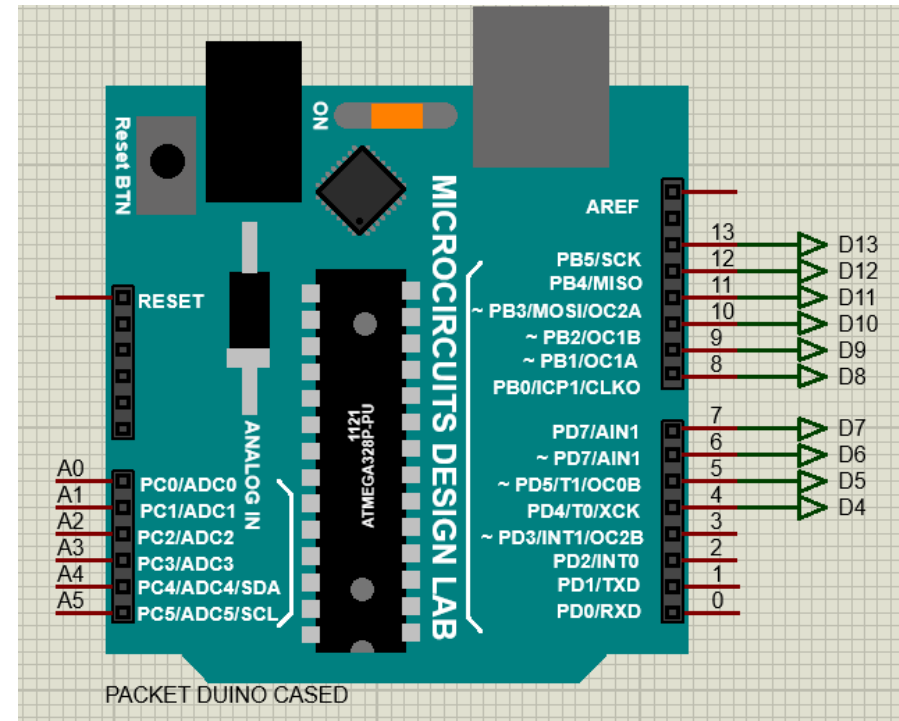 Reset BTN
ON
MICROCIRCUITS DESIGN LAB
ANALOG IN
1121
ATMEGA328P-PU
RESET
A0 PC0/ADC0
A1 PC1/ADC1
A2 PC2/ADC2
A3 PC3/ADC3
A4 PC4/ADC4/SDA
A5 PC5/ADC5/SCL
AREF
PB5/SCK 13 D13
PB4/MISO 12 D12
~ PB3/MOSI/OC2A 11 D11
~ PB2/OC1B 10 D10
~ PB1/OC1A 9 D9
PB0/ICP1/CLKO 8 D8
PD7/AIN1 7 D7
~ PD7/AIN1 6 D6
~ PD5/T1/OC0B 5 D5
PD4/T0/XCK 4 D4
~ PD3/INT1/OC2B 3
PD2/INT0 2
PD1/TXD 1
PD0/RXD 0
PACKET DUINO CASED